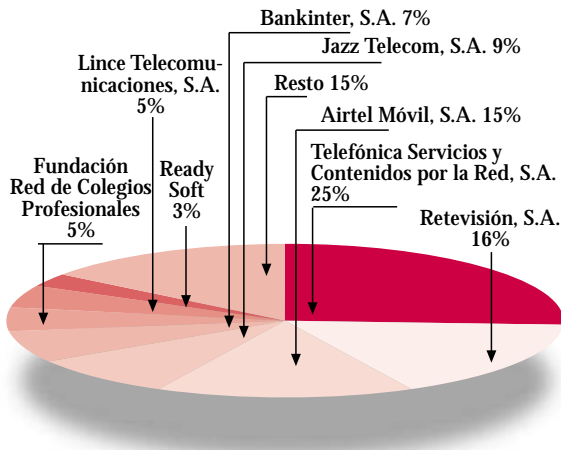 Bankinter, S.A. 7%
Jazz Telecom, S.A. 9%
Lince Telecomu-
nicaciones, S.A.
5%
Resto 15%
Airtel Móvil, S.A. 15%
Fundación
Red de Colegios
Profesionales
5%
Ready
Soft
3%
Telefónica Servicios y
Contenidos por la Red, S.A.
25%
Retevisión, S.A.
16%